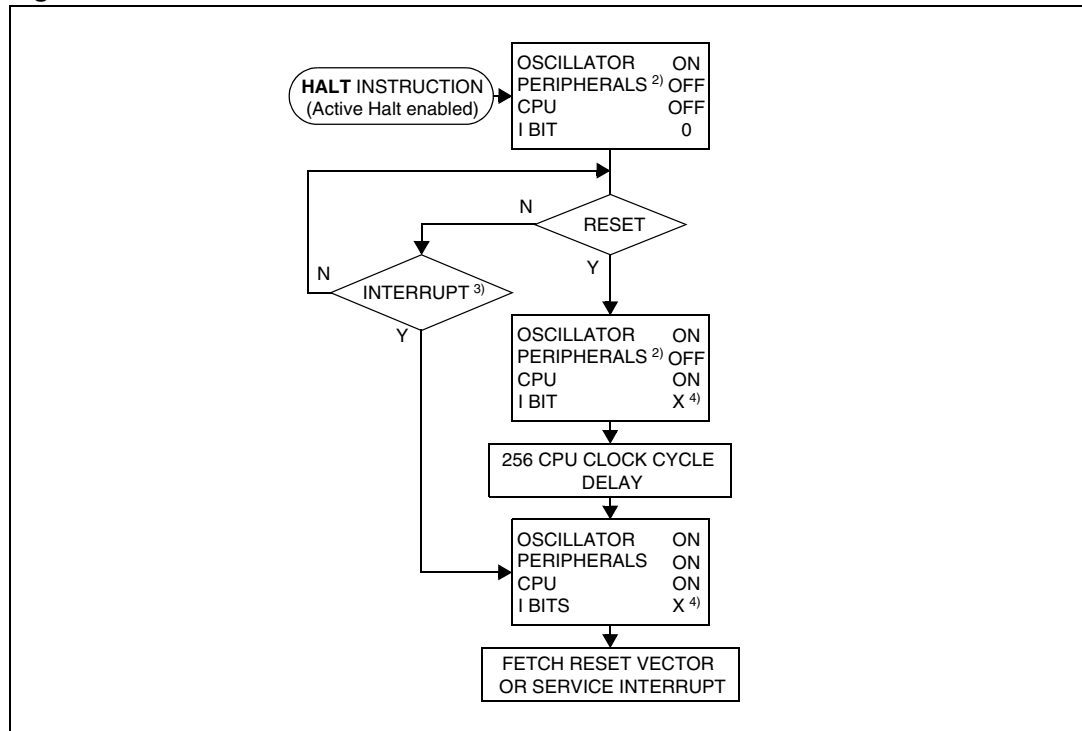 HALT INSTRUCTION
(Active Halt enabled)
OSCILLATOR ON
PERIPHERALS 2) OFF
CPU OFF
I BIT 0
N
RESET
Y
N
INTERRUPT 3)
Y
OSCILLATOR ON
PERIPHERALS 2) OFF
CPU ON
I BIT X 4)
256 CPU CLOCK CYCLE
DELAY
OSCILLATOR ON
PERIPHERALS ON
CPU ON
I BITS X 4)
FETCH RESET VECTOR
OR SERVICE INTERRUPT